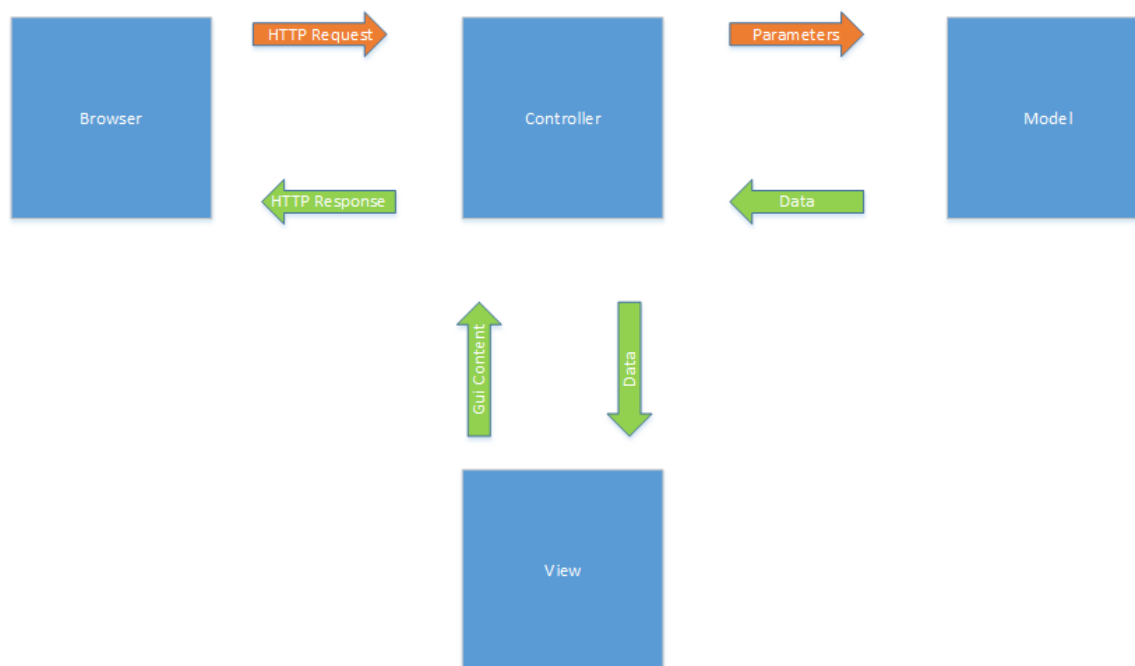 HTTP Request
Parameters
Browser
Controller
Model
HTTP Response
Data
Gui Content
Data
View